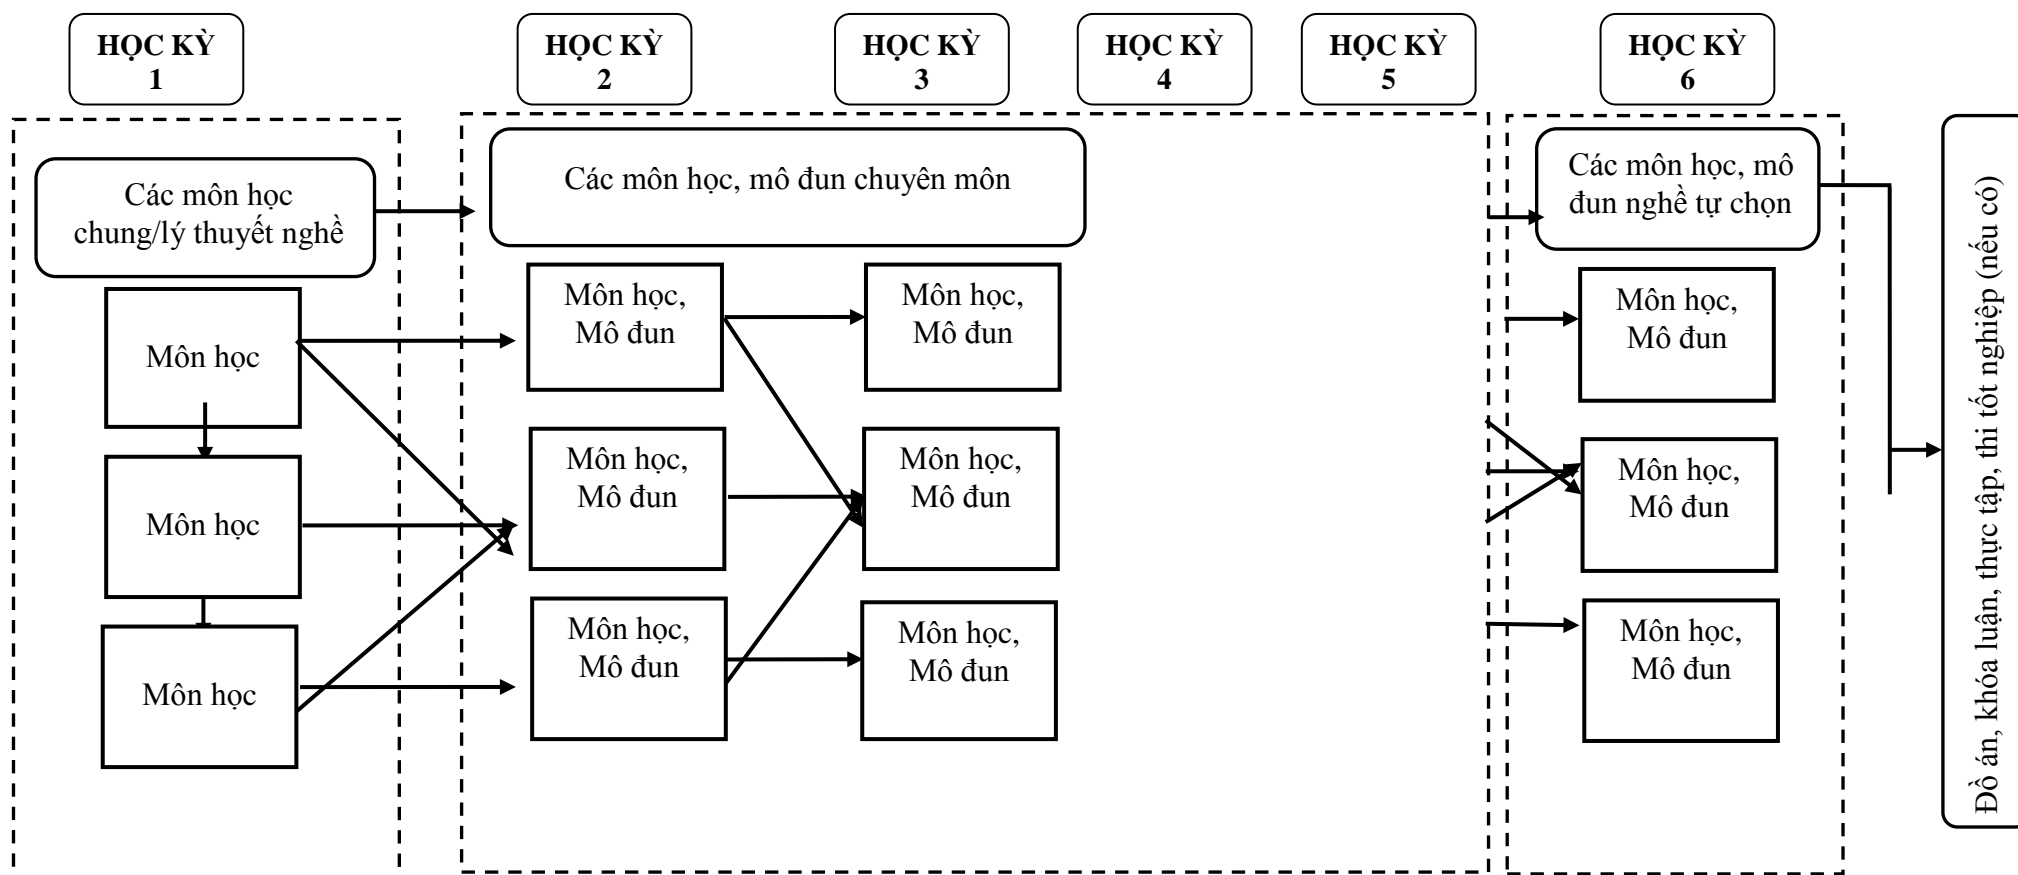 HỌC KỲ
1
HỌC KỲ
2
HỌC KỲ
3
HỌC KỲ
4
HỌC KỲ
5
HỌC KỲ
6
Các môn học
chung/lý thuyết nghề
Các môn học, mô đun chuyên môn
Các môn học, mô
đun nghề tự chọn
Môn học
Môn học
Môn học
Môn học,
Mô đun
Môn học,
Mô đun
Môn học,
Mô đun
Môn học,
Mô đun
Môn học,
Mô đun
Môn học,
Mô đun
Môn học,
Mô đun
Môn học,
Mô đun
Môn học,
Mô đun
Đồ án, khóa luận, thực tập, thi tốt nghiệp (nếu có)